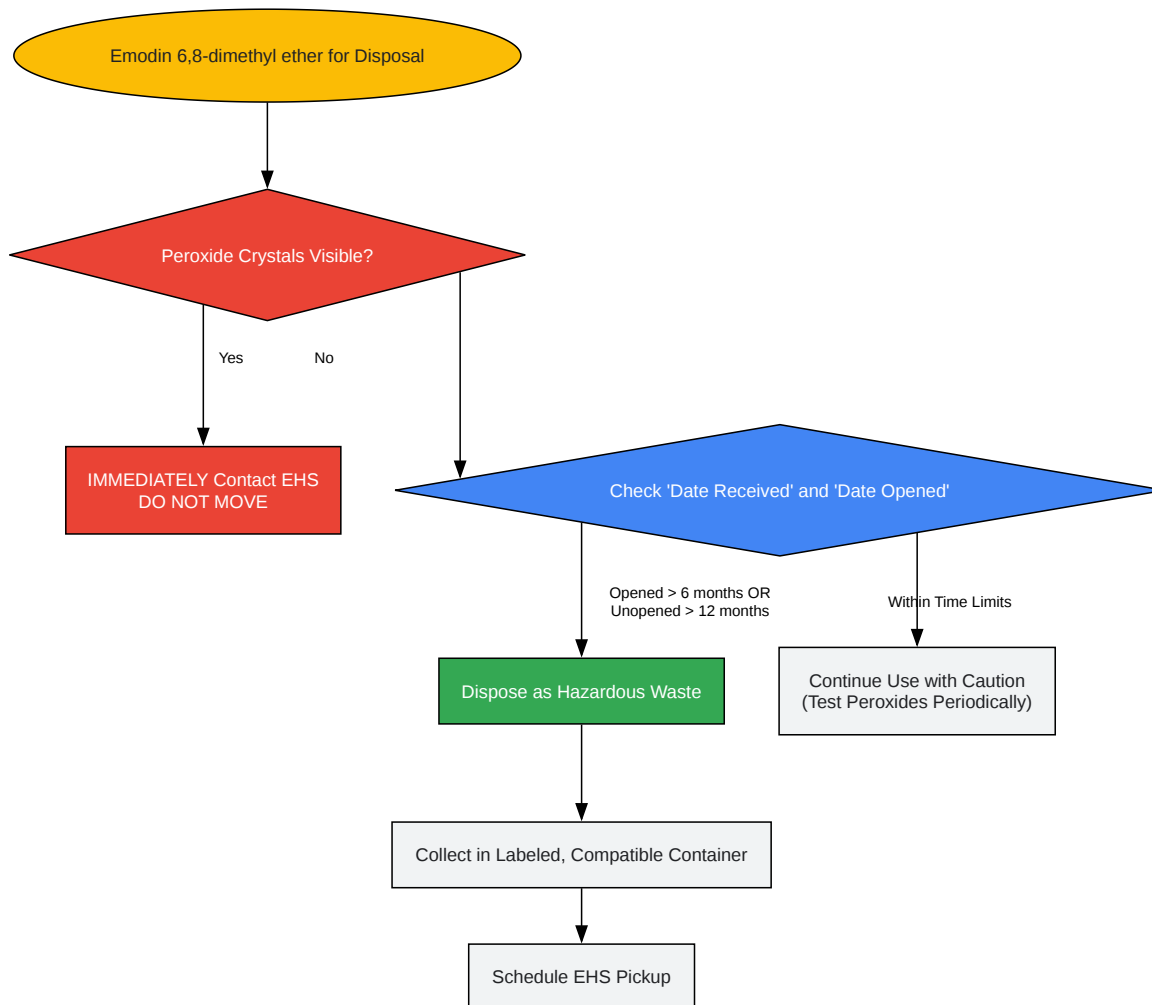 Emodin 6,8-dimethyl ether for Disposal
Peroxide Crystals Visible?
Yes
No
IMMEDIATELY Contact EHS
DO NOT MOVE
Check 'Date Received' and 'Date Opened'
Opened > 6 months OR
Unopened > 12 months
Within Time Limits
Dispose as Hazardous Waste
Continue Use with Caution
(Test Peroxides Periodically)
Collect in Labeled, Compatible Container
Schedule EHS Pickup